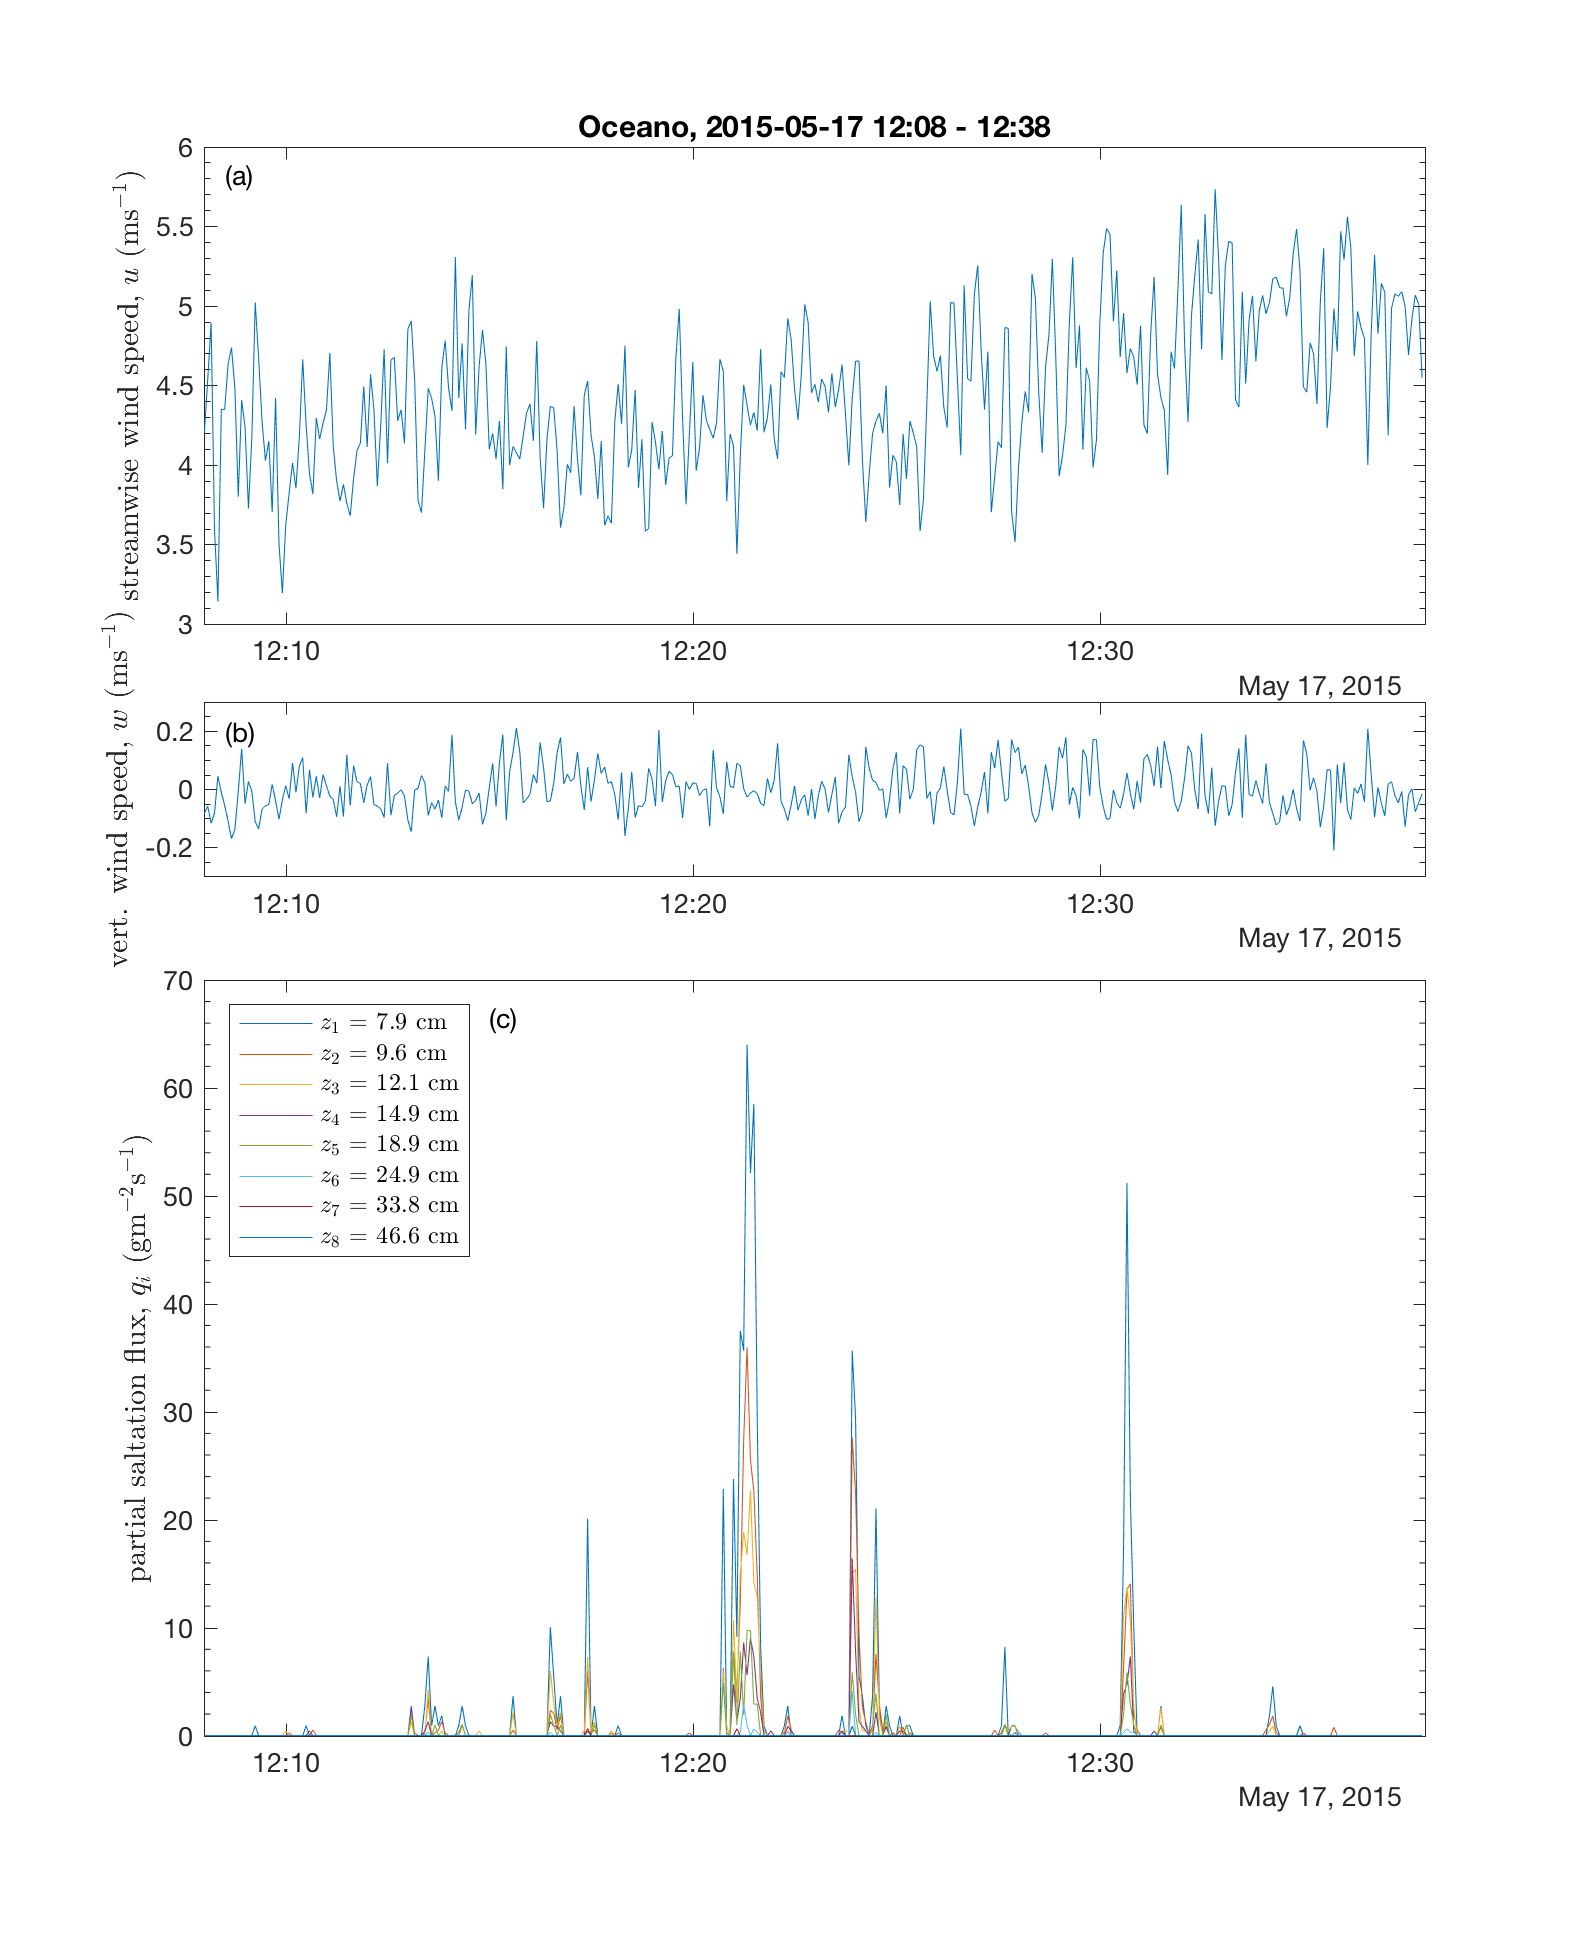 Oceano, 2015-05-17 12:08 - 12:38
(a)
streamwise wind speed, u (ms⁻¹)
6
5.5
5
4.5
4
3.5
3
12:10 12:20 12:30
May 17, 2015
(b)
vert. wind speed, w (ms⁻¹)
0.2
0
-0.2
12:10 12:20 12:30
May 17, 2015
(c)
partial saltation flux, qᵢ (gm⁻²s⁻¹)
70
60
50
40
30
20
10
0
z₁ = 7.9 cm
z₂ = 9.6 cm
z₃ = 12.1 cm
z₄ = 14.9 cm
z₅ = 18.9 cm
z₆ = 24.9 cm
z₇ = 33.8 cm
z₈ = 46.6 cm
12:10 12:20 12:30
May 17, 2015